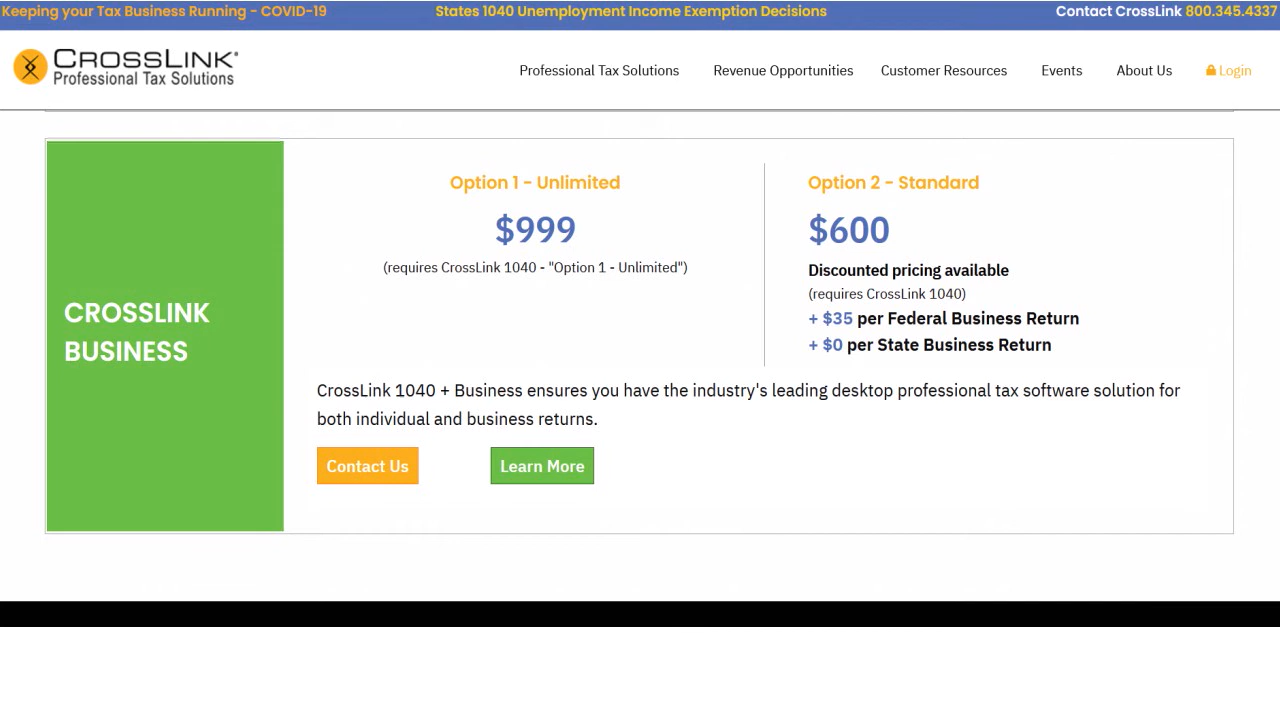 Keeping your Tax Business Running - COVID-19
States 1040 Unemployment Income Exemption Decisions
Contact CrossLink 800.345.4337
CROSSLINK®
Professional Tax Solutions
Professional Tax Solutions
Revenue Opportunities
Customer Resources
Events
About Us
Login
CROSSLINK
BUSINESS
Option 1 - Unlimited
$999
(requires CrossLink 1040 - "Option 1 - Unlimited")
Option 2 - Standard
$600
Discounted pricing available
(requires CrossLink 1040)
+ $35 per Federal Business Return
+ $0 per State Business Return
CrossLink 1040 + Business ensures you have the industry's leading desktop professional tax software solution for
both individual and business returns.
Contact Us
Learn More